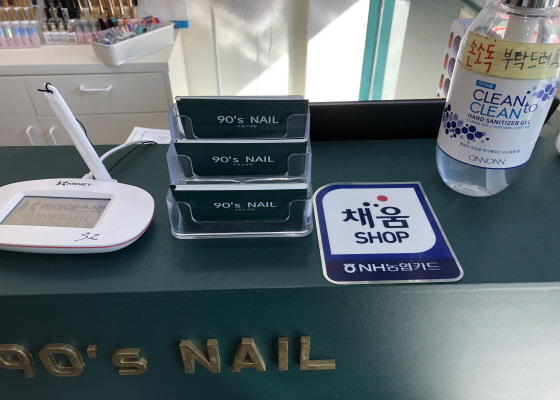 90's NAIL
90's NAIL
90's NAIL
KICNET
채움
SHOP
NH농협카드
손소독 부탁드려요
CLEAN to
CLEAN
HAND SANITIZER GEL
90's NAIL